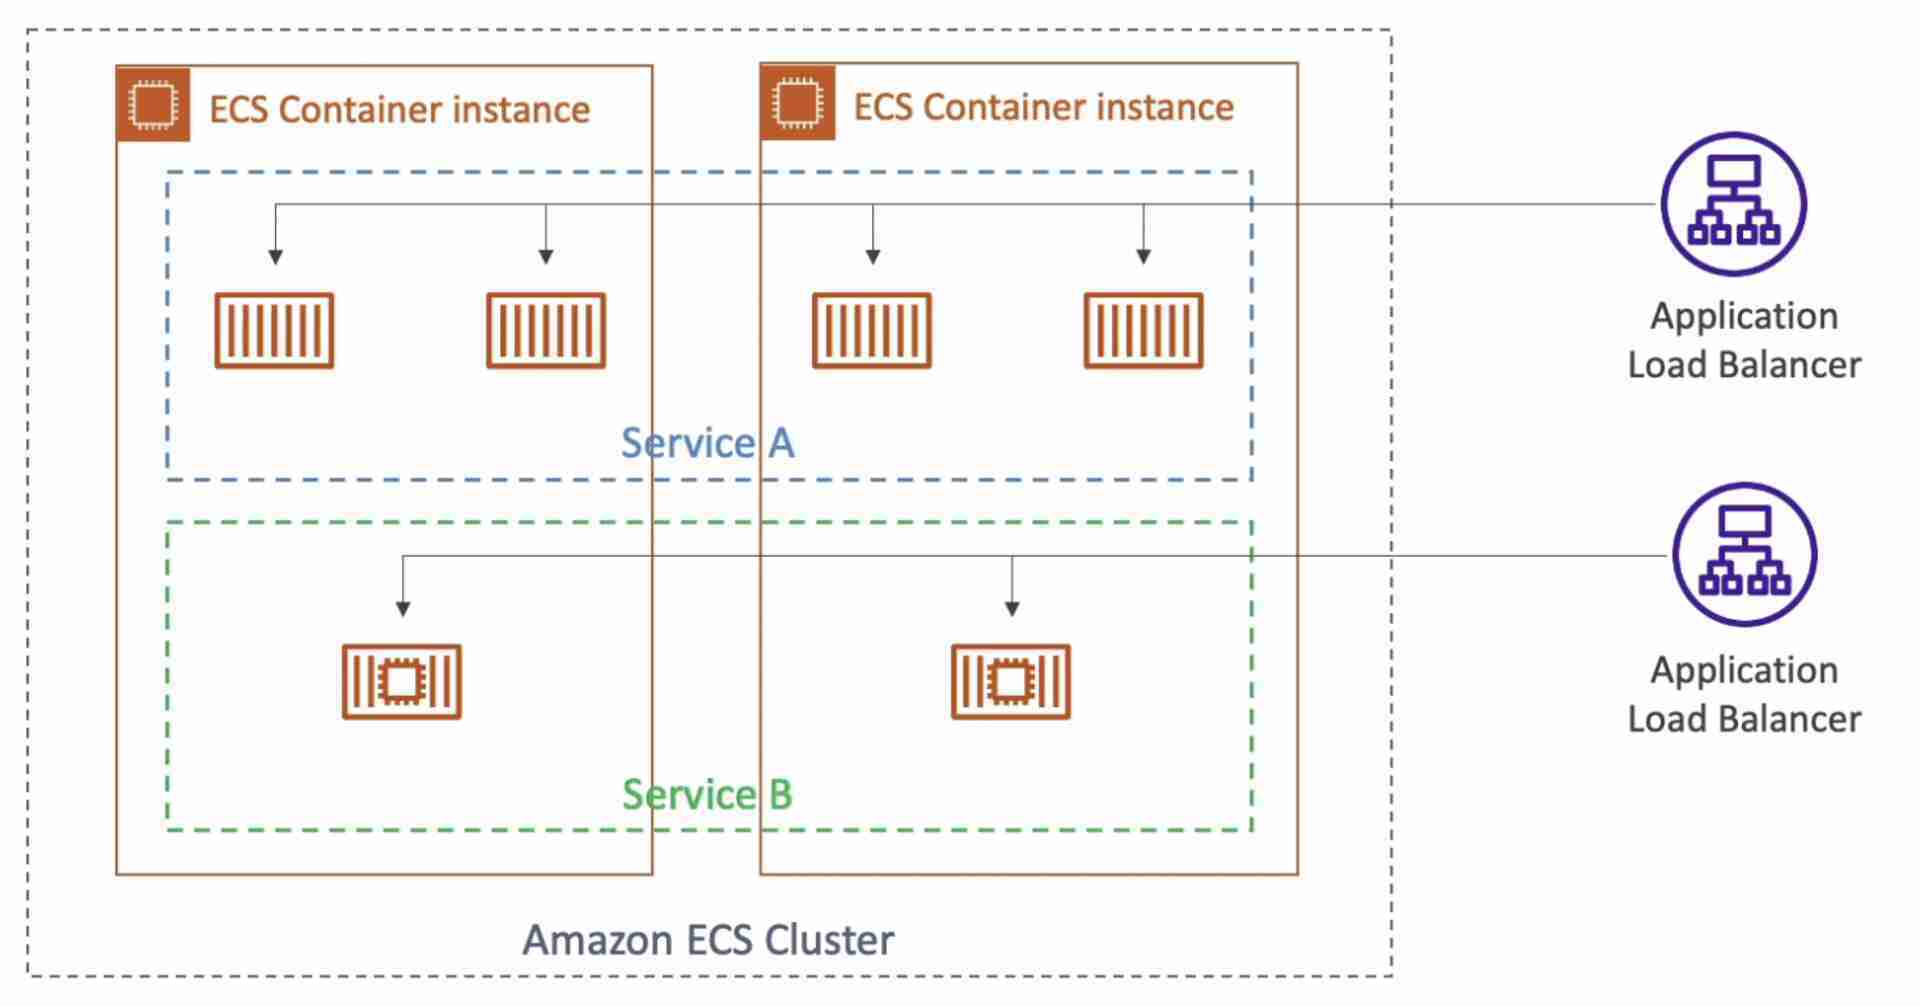 ECS Container instance
ECS Container instance
Application
Load Balancer
Service A
Application
Load Balancer
Service B
Amazon ECS Cluster